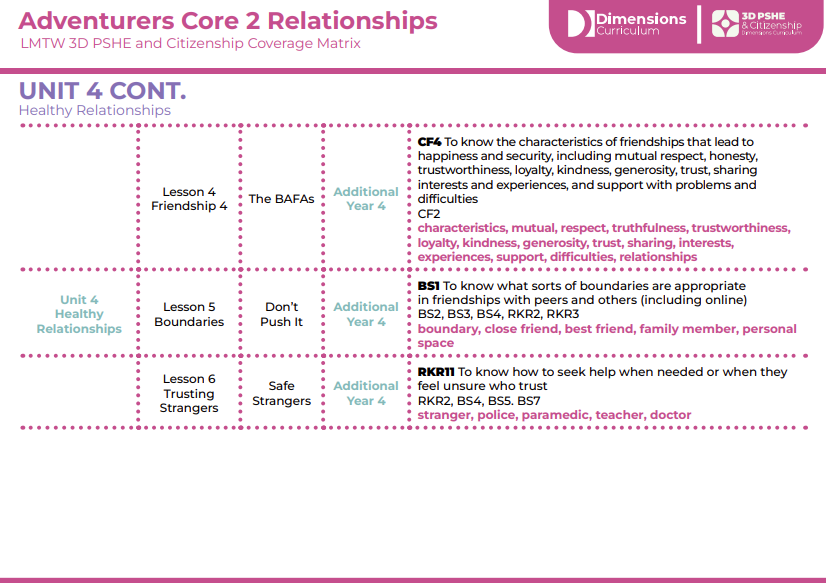 Adventurers Core 2 Relationships
LMTW 3D PSHE and Citizenship Coverage Matrix
Dimensions
Curriculum
3D PSHE
& Citizenship
Dimensions Curriculum
UNIT 4 CONT.
Healthy Relationships
Lesson 4
Friendship 4
The BAFAs
Additional
Year 4
CF4 To know the characteristics of friendships that lead to
happiness and security, including mutual respect, honesty,
trustworthiness, loyalty, kindness, generosity, trust, sharing
interests and experiences, and support with problems and
difficulties
CF2
characteristics, mutual, respect, truthfulness, trustworthiness,
loyalty, kindness, generosity, trust, sharing, interests,
experiences, support, difficulties, relationships
Unit 4
Healthy
Relationships
Lesson 5
Boundaries
Don't
Push It
Additional
Year 4
BS1 To know what sorts of boundaries are appropriate
in friendships with peers and others (including online)
BS2, BS3, BS4, RKR2, RKR3
boundary, close friend, best friend, family member, personal
space
Lesson 6
Trusting
Strangers
Safe
Strangers
Additional
Year 4
RKR11 To know how to seek help when needed or when they
feel unsure who trust
RKR2, BS4, BS5. BS7
stranger, police, paramedic, teacher, doctor